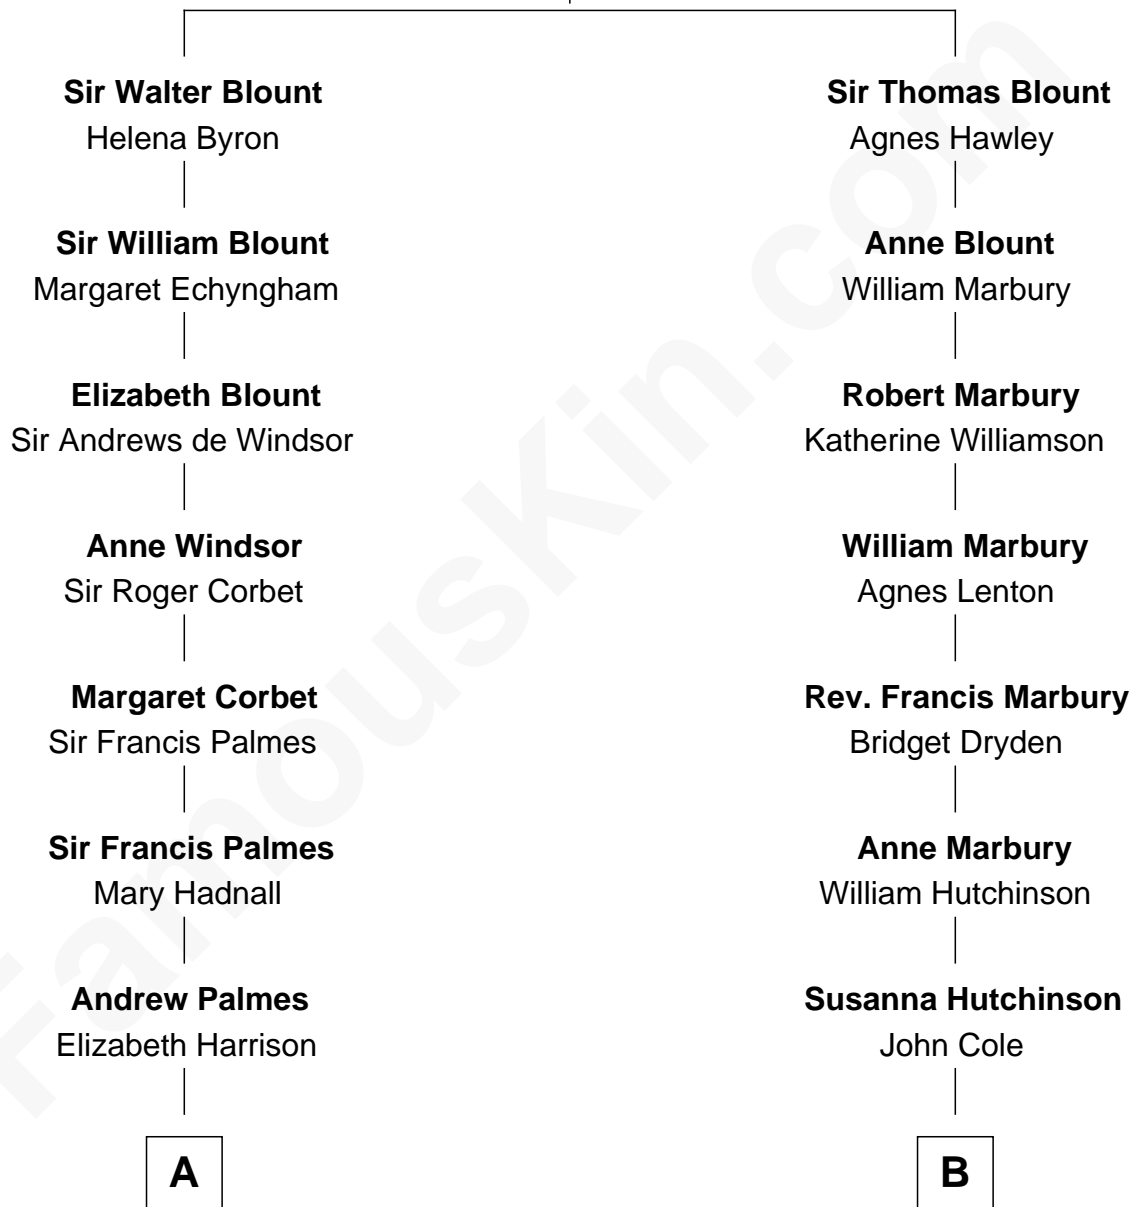 Sir Walter Blount
Helena Byron
Sir William Blount
Margaret Echyngham
Elizabeth Blount
Sir Andrews de Windsor
Anne Windsor
Sir Roger Corbet
Margaret Corbet
Sir Francis Palmes
Sir Francis Palmes
Mary Hadnall
Andrew Palmes
Elizabeth Harrison
A
Sir Thomas Blount
Agnes Hawley
Anne Blount
William Marbury
Robert Marbury
Katherine Williamson
William Marbury
Agnes Lenton
Rev. Francis Marbury
Bridget Dryden
Anne Marbury
William Hutchinson
Susanna Hutchinson
John Cole
B
FamousKin.com